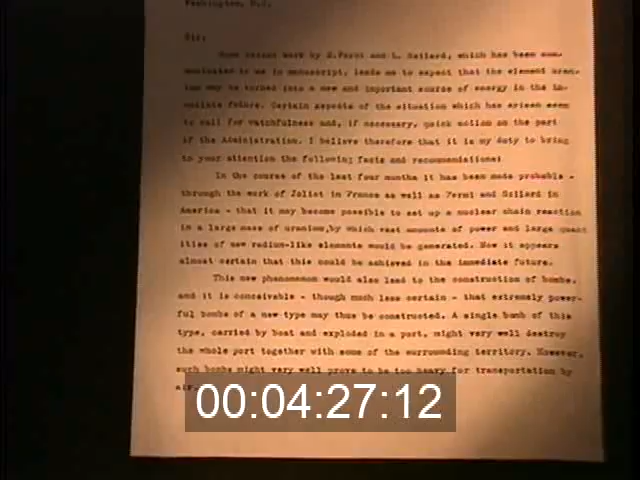 Washington, D.C.
Sir:
Some recent work by E.Fermi and L. Szilard, which has been com-
municated to me in manuscript, leads me to expect that the element uran-
ium may be turned into a new and important source of energy in the im-
mediate future. Certain aspects of the situation which has arisen seem
to call for watchfulness and, if necessary, quick action on the part
of the Administration. I believe therefore that it is my duty to bring
to your attention the following facts and recommendations:
In the course of the last four months it has been made probable -
through the work of Joliot in France as well as Fermi and Szilard in
America - that it may become possible to set up a nuclear chain reaction
in a large mass of uranium,by which vast amounts of power and large quant
ities of new radium-like elements would be generated. Now it appears
almost certain that this could be achieved in the immediate future.
This new phenomenon would also lead to the construction of bombs,
and it is conceivable - though much less certain - that extremely power-
ful bombs of a new type may thus be constructed. A single bomb of this
type, carried by boat and exploded in a port, might very well destroy
the whole port together with some of the surrounding territory. However,
such bombs might very well prove to be too heavy for transportation by
air.
00:04:27:12